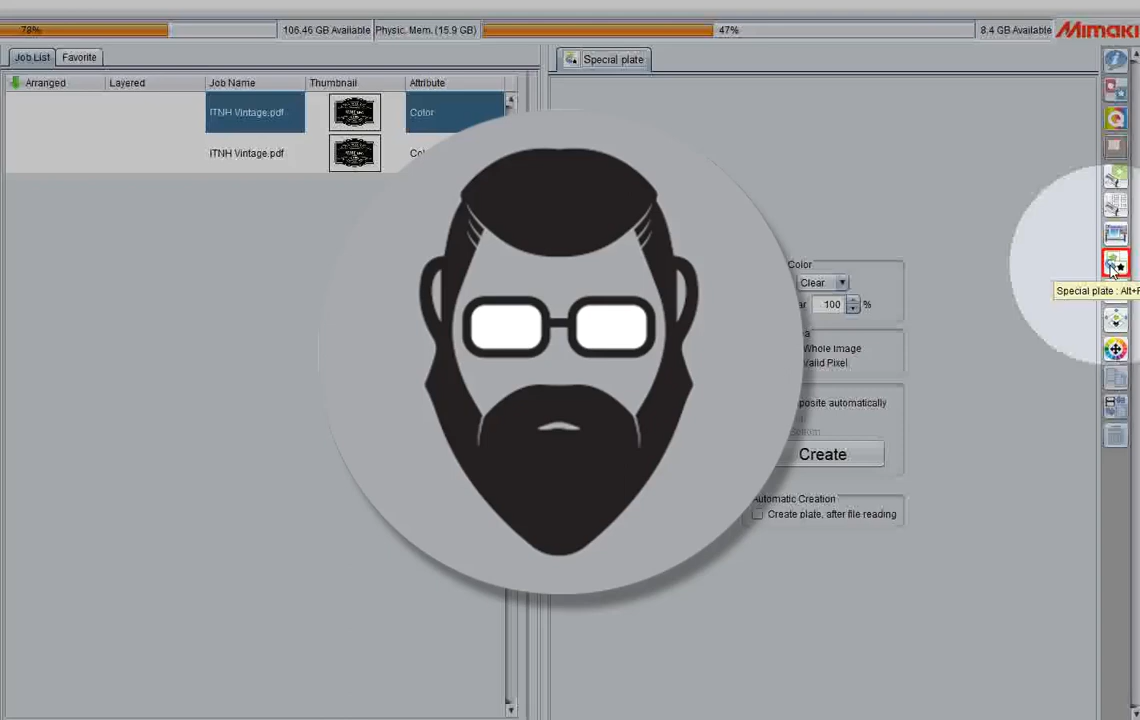 78%
106.46 GB Available
Physic. Mem. (15.9 GB)
47%
8.4 GB Available
Mimaki
Job List
Favorite
Special plate
Arranged
Layered
Job Name
Thumbnail
Attribute
ITNH Vintage.pdf
Color
ITNH Vintage.pdf
Color
Clear
100
%
Special plate : Alt+P
Whole Image
Valid Pixel
automatically
Create
Automatic Creation
Create plate, after file reading